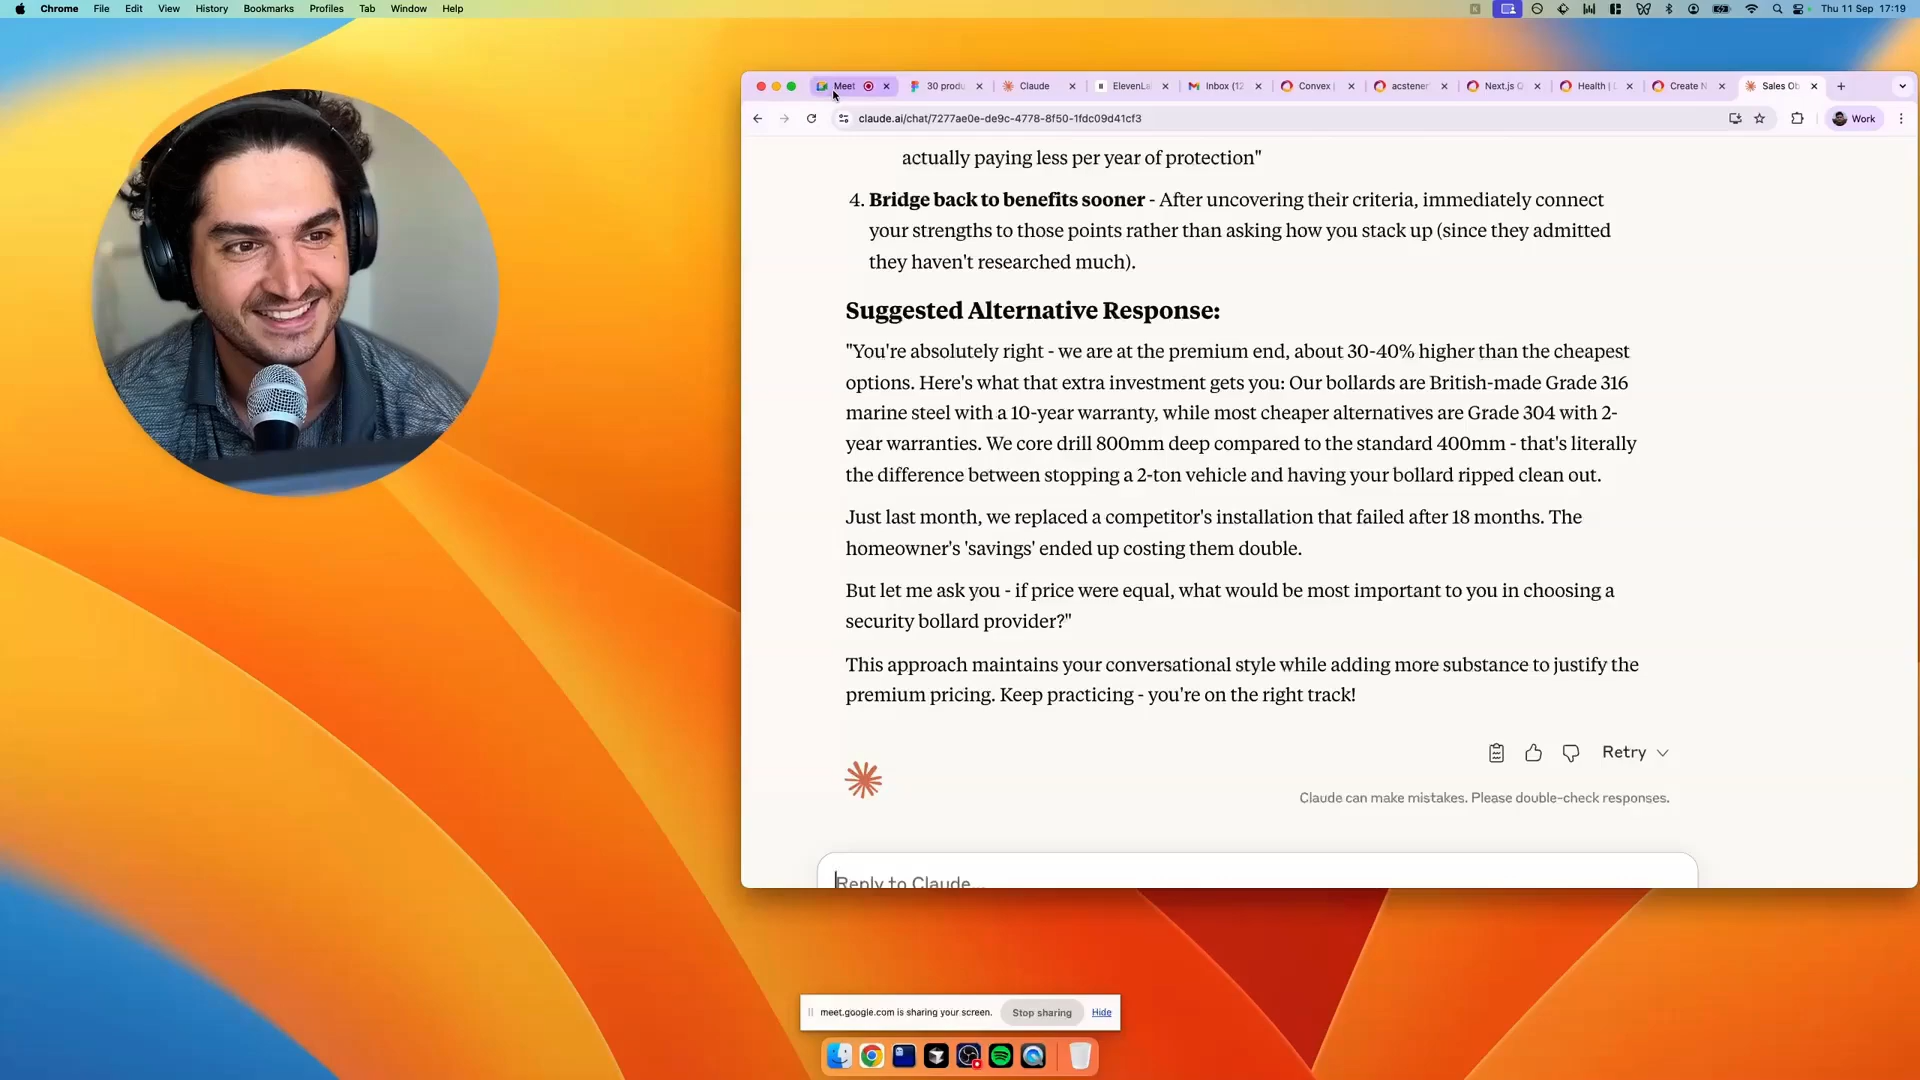 Chrome File Edit View History Bookmarks Profiles Tab Window Help
Thu 11 Sep 17:19
Meet
30 produ
Claude
ElevenLa
Inbox (12
Convex |
acstener
Next.js Q
Health | D
Create N
Sales Ob
claude.ai/chat/7277ae0e-de9c-4778-8f50-1fdc09d41cf3
Work
actually paying less per year of protection"
4. Bridge back to benefits sooner - After uncovering their criteria, immediately connect
your strengths to those points rather than asking how you stack up (since they admitted
they haven't researched much).
Suggested Alternative Response:
"You're absolutely right - we are at the premium end, about 30-40% higher than the cheapest
options. Here's what that extra investment gets you: Our bollards are British-made Grade 316
marine steel with a 10-year warranty, while most cheaper alternatives are Grade 304 with 2-
year warranties. We core drill 800mm deep compared to the standard 400mm - that's literally
the difference between stopping a 2-ton vehicle and having your bollard ripped clean out.
Just last month, we replaced a competitor's installation that failed after 18 months. The
homeowner's 'savings' ended up costing them double.
But let me ask you - if price were equal, what would be most important to you in choosing a
security bollard provider?"
This approach maintains your conversational style while adding more substance to justify the
premium pricing. Keep practicing - you're on the right track!
Retry
Claude can make mistakes. Please double-check responses.
Reply to Claude...
meet.google.com is sharing your screen. Stop sharing Hide